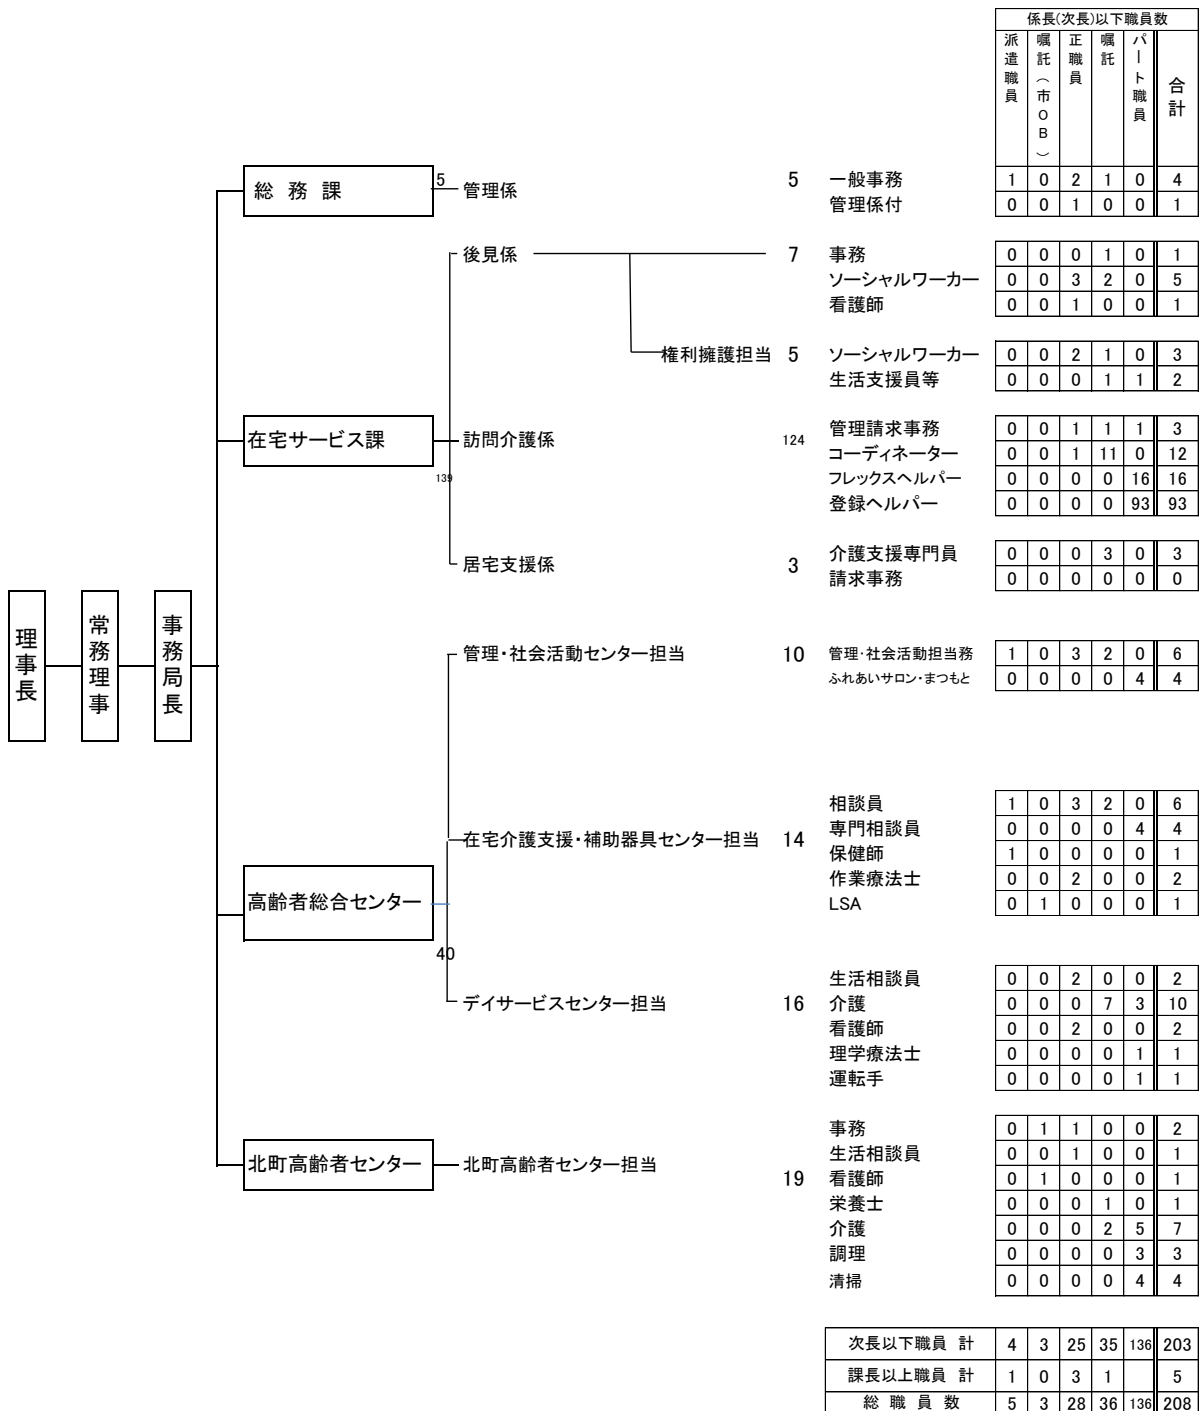 係長(次長)以下職員数
派遣職員 嘱託(市OB) 正職員 嘱託 パート職員 合計
総務課 5 管理係 5 一般事務 1 0 2 1 0 4
管理係付 0 0 1 0 0 1
後見係 7 事務 0 0 0 1 0 1
ソーシャルワーカー 0 0 3 2 0 5
看護師 0 0 1 0 0 1
権利擁護担当 5 ソーシャルワーカー 0 0 2 1 0 3
生活支援員等 0 0 0 1 1 2
在宅サービス課 139 訪問介護係 124 管理請求事務 0 0 1 1 1 3
コーディネーター 0 0 1 11 0 12
フレックスヘルパー 0 0 0 0 16 16
登録ヘルパー 0 0 0 0 93 93
居宅支援係 3 介護支援専門員 0 0 0 3 0 3
請求事務 0 0 0 0 0 0
理事長 常務理事 事務局長
管理・社会活動センター担当 10 管理・社会活動担当務 1 0 3 2 0 6
ふれあいサロン・まつもと 0 0 0 0 4 4
相談員 1 0 3 2 0 6
在宅介護支援・補助器具センター担当 14 専門相談員 0 0 0 0 4 4
保健師 1 0 0 0 0 1
作業療法士 0 0 2 0 0 2
高齢者総合センター 40 LSA 0 1 0 0 0 1
生活相談員 0 0 2 0 0 2
デイサービスセンター担当 16 介護 0 0 0 7 3 10
看護師 0 0 2 0 0 2
理学療法士 0 0 0 0 1 1
運転手 0 0 0 0 1 1
事務 0 1 1 0 0 2
生活相談員 0 0 1 0 0 1
北町高齢者センター 北町高齢者センター担当 19 看護師 0 1 0 0 0 1
栄養士 0 0 0 1 0 1
介護 0 0 0 2 5 7
調理 0 0 0 0 3 3
清掃 0 0 0 0 4 4
次長以下職員 計 4 3 25 35 136 203
課長以上職員 計 1 0 3 1 5
総職員数 5 3 28 36 136 208